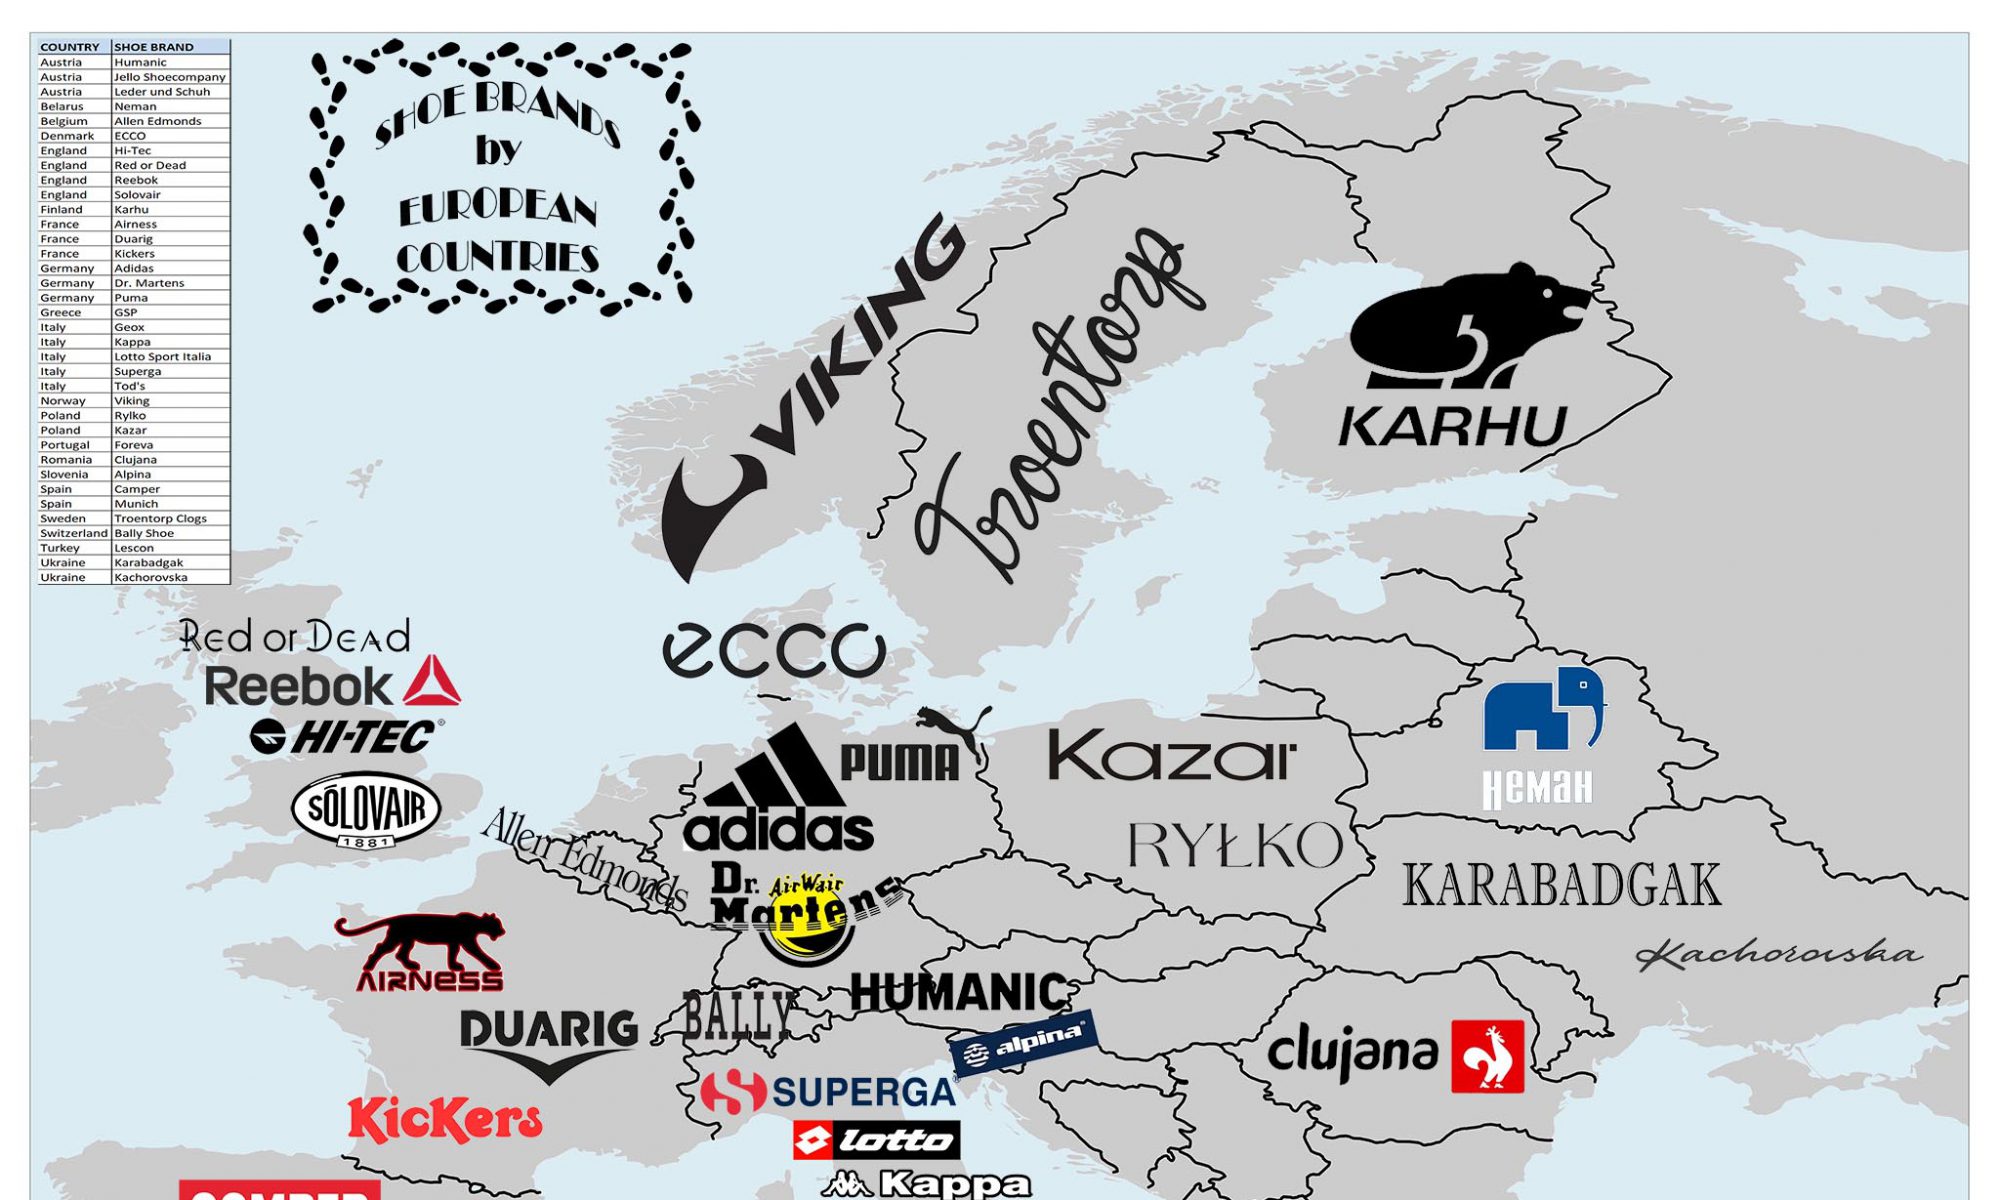 COUNTRY SHOE BRAND
Austria Humanic
Austria Jello Shoecompany
Austria Leder und Schuh
Belarus Neman
Belgium Allen Edmonds
Denmark ECCO
England Hi-Tec
England Red or Dead
England Reebok
England Solovair
Finland Karhu
France Airness
France Duarig
France Kickers
Germany Adidas
Germany Dr. Martens
Germany Puma
Greece GSP
Italy Geox
Italy Kappa
Italy Lotto Sport Italia
Italy Superga
Italy Tod's
Norway Viking
Poland Rylko
Poland Kazar
Portugal Foreva
Romania Clujana
Slovenia Alpina
Spain Camper
Spain Munich
Sweden Troentorp Clogs
Switzerland Bally Shoe
Turkey Lescon
Ukraine Karabadgak
Ukraine Kachorovska
SHOE BRANDS
by
EUROPEAN
COUNTRIES
VIKING
Troentorp
KARHU
Red or Dead
Reebok
HI-TEC®
SÓLOVAIR
1881
ecco
PUMA
adidas
Kazar
RYŁKO
неман
Allen Edmonds
Dr. AirWair
Martens
KARABADGAK
Kachorovska
AIRNESS
HUMANIC
DUARIG
BALLY
alpina®
clujana
SUPERGA®
KicKers
lotto
Kappa